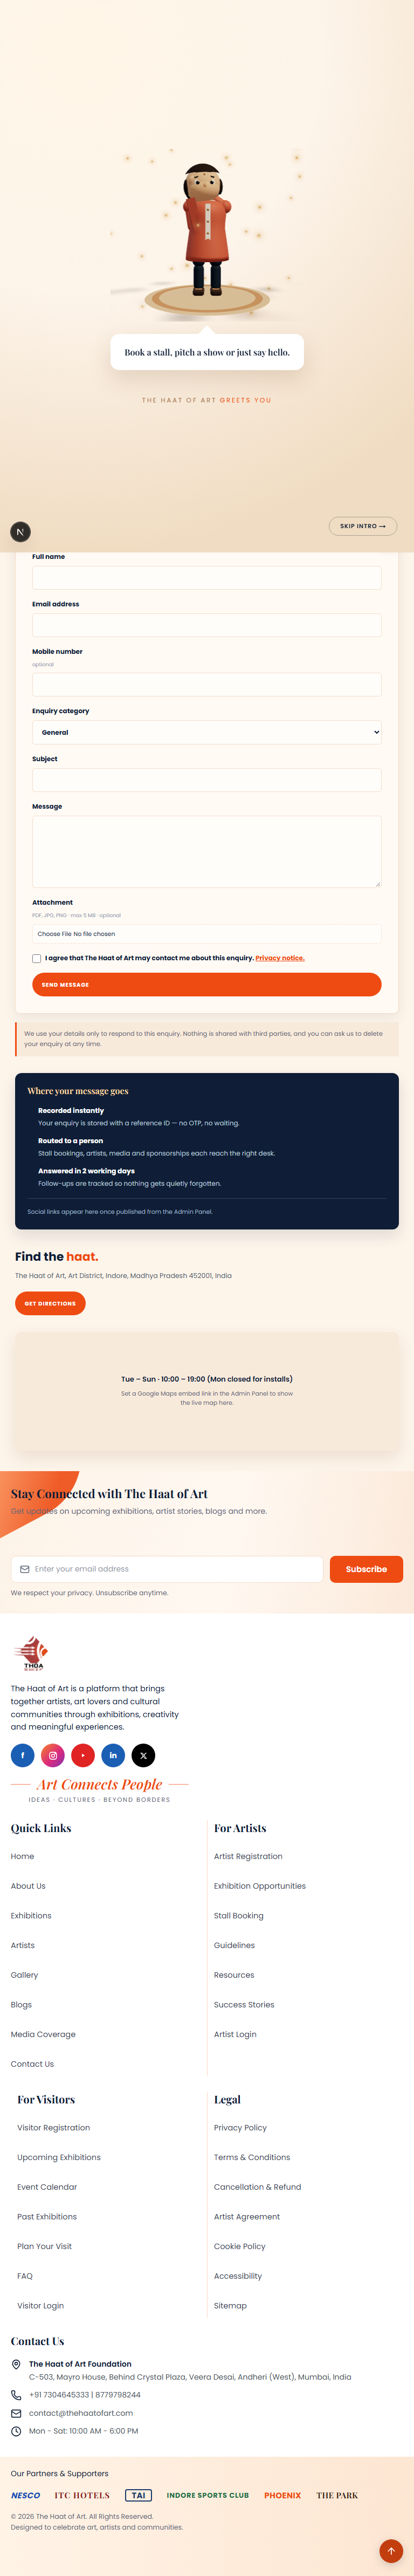 Book a stall, pitch a show or just say hello.
THE HAAT OF ART GREETS YOU
N
SKIP INTRO →
Full name
Email address
Mobile number
optional
Enquiry category
General
Subject
Message
Attachment
PDF, JPG, PNG · max 5 MB · optional
Choose File No file chosen
I agree that The Haat of Art may contact me about this enquiry. Privacy notice.
SEND MESSAGE
We use your details only to respond to this enquiry. Nothing is shared with third parties, and you can ask us to delete
your enquiry at any time.
Where your message goes
Recorded instantly
Your enquiry is stored with a reference ID — no OTP, no waiting.
Routed to a person
Stall bookings, artists, media and sponsorships each reach the right desk.
Answered in 2 working days
Follow-ups are tracked so nothing gets quietly forgotten.
Social links appear here once published from the Admin Panel.
Find the haat.
The Haat of Art, Art District, Indore, Madhya Pradesh 452001, India
GET DIRECTIONS
Tue – Sun · 10:00 – 19:00 (Mon closed for installs)
Set a Google Maps embed link in the Admin Panel to show
the live map here.
Stay Connected with The Haat of Art
Get updates on upcoming exhibitions, artist stories, blogs and more.
Enter your email address
Subscribe
We respect your privacy. Unsubscribe anytime.
THOA
The Haat of Art is a platform that brings
together artists, art lovers and cultural
communities through exhibitions, creativity
and meaningful experiences.
f in X
Art Connects People
IDEAS · CULTURES · BEYOND BORDERS
Quick Links
Home
About Us
Exhibitions
Artists
Gallery
Blogs
Media Coverage
Contact Us
For Artists
Artist Registration
Exhibition Opportunities
Stall Booking
Guidelines
Resources
Success Stories
Artist Login
For Visitors
Visitor Registration
Upcoming Exhibitions
Event Calendar
Past Exhibitions
Plan Your Visit
FAQ
Visitor Login
Legal
Privacy Policy
Terms & Conditions
Cancellation & Refund
Artist Agreement
Cookie Policy
Accessibility
Sitemap
Contact Us
The Haat of Art Foundation
C-503, Mayro House, Behind Crystal Plaza, Veera Desai, Andheri (West), Mumbai, India
+91 7304645333 | 8779798244
contact@thehaatofart.com
Mon - Sat: 10:00 AM - 6:00 PM
Our Partners & Supporters
NESCO ITC HOTELS TAI INDORE SPORTS CLUB PHOENIX THE PARK
© 2026 The Haat of Art. All Rights Reserved.
Designed to celebrate art, artists and communities.